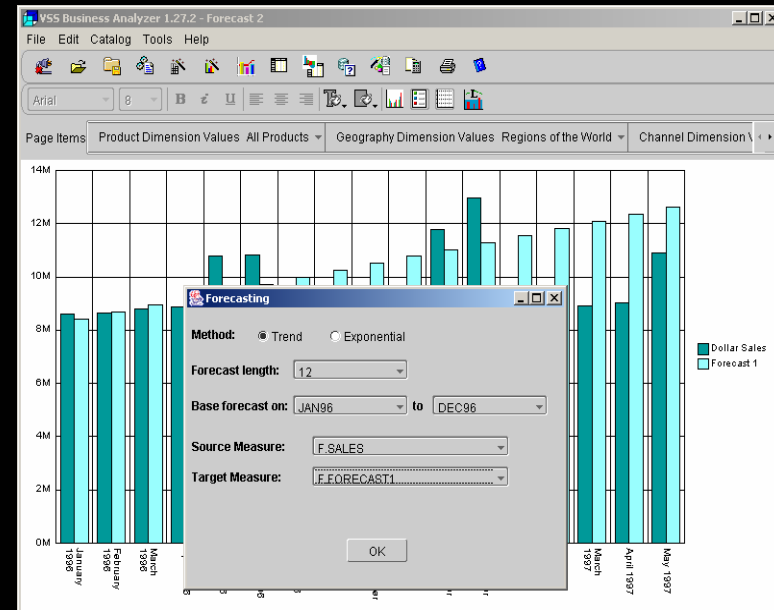 VSS Business Analyzer 1.27.2 - Forecast 2
File Edit Catalog Tools Help
Arial 8 B i U
Page Items Product Dimension Values All Products Geography Dimension Values Regions of the World Channel Dimension
14M
12M
10M
8M
6M
4M
2M
0M
Dollar Sales
Forecast 1
Forecasting
Method: Trend Exponential
Forecast length: 12
Base forecast on: JAN96 to DEC96
Source Measure: F.SALES
Target Measure: F.FORECAST1
OK
January 1996
February 1996
March 1996
March 1997
April 1997
May 1997